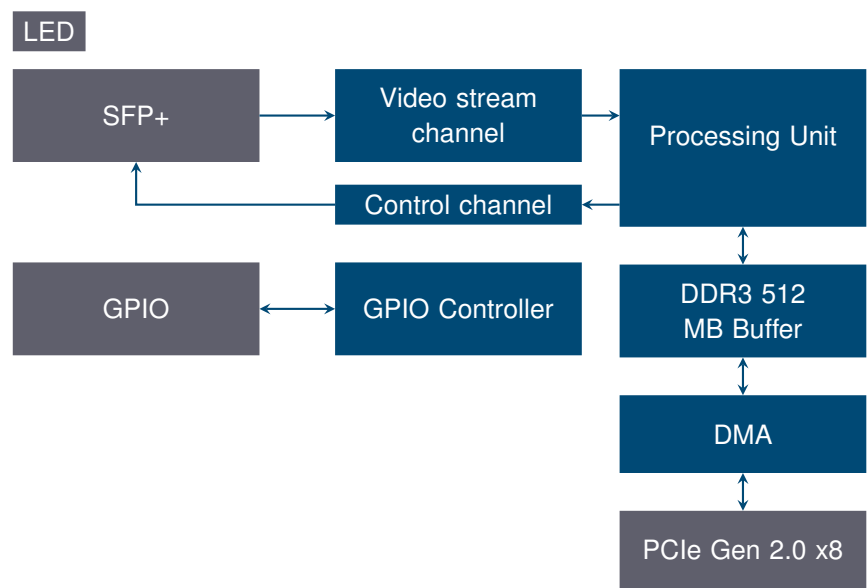 LED
SFP+
Video stream
channel
Processing Unit
Control channel
GPIO
GPIO Controller
DDR3 512
MB Buffer
DMA
PCIe Gen 2.0 x8